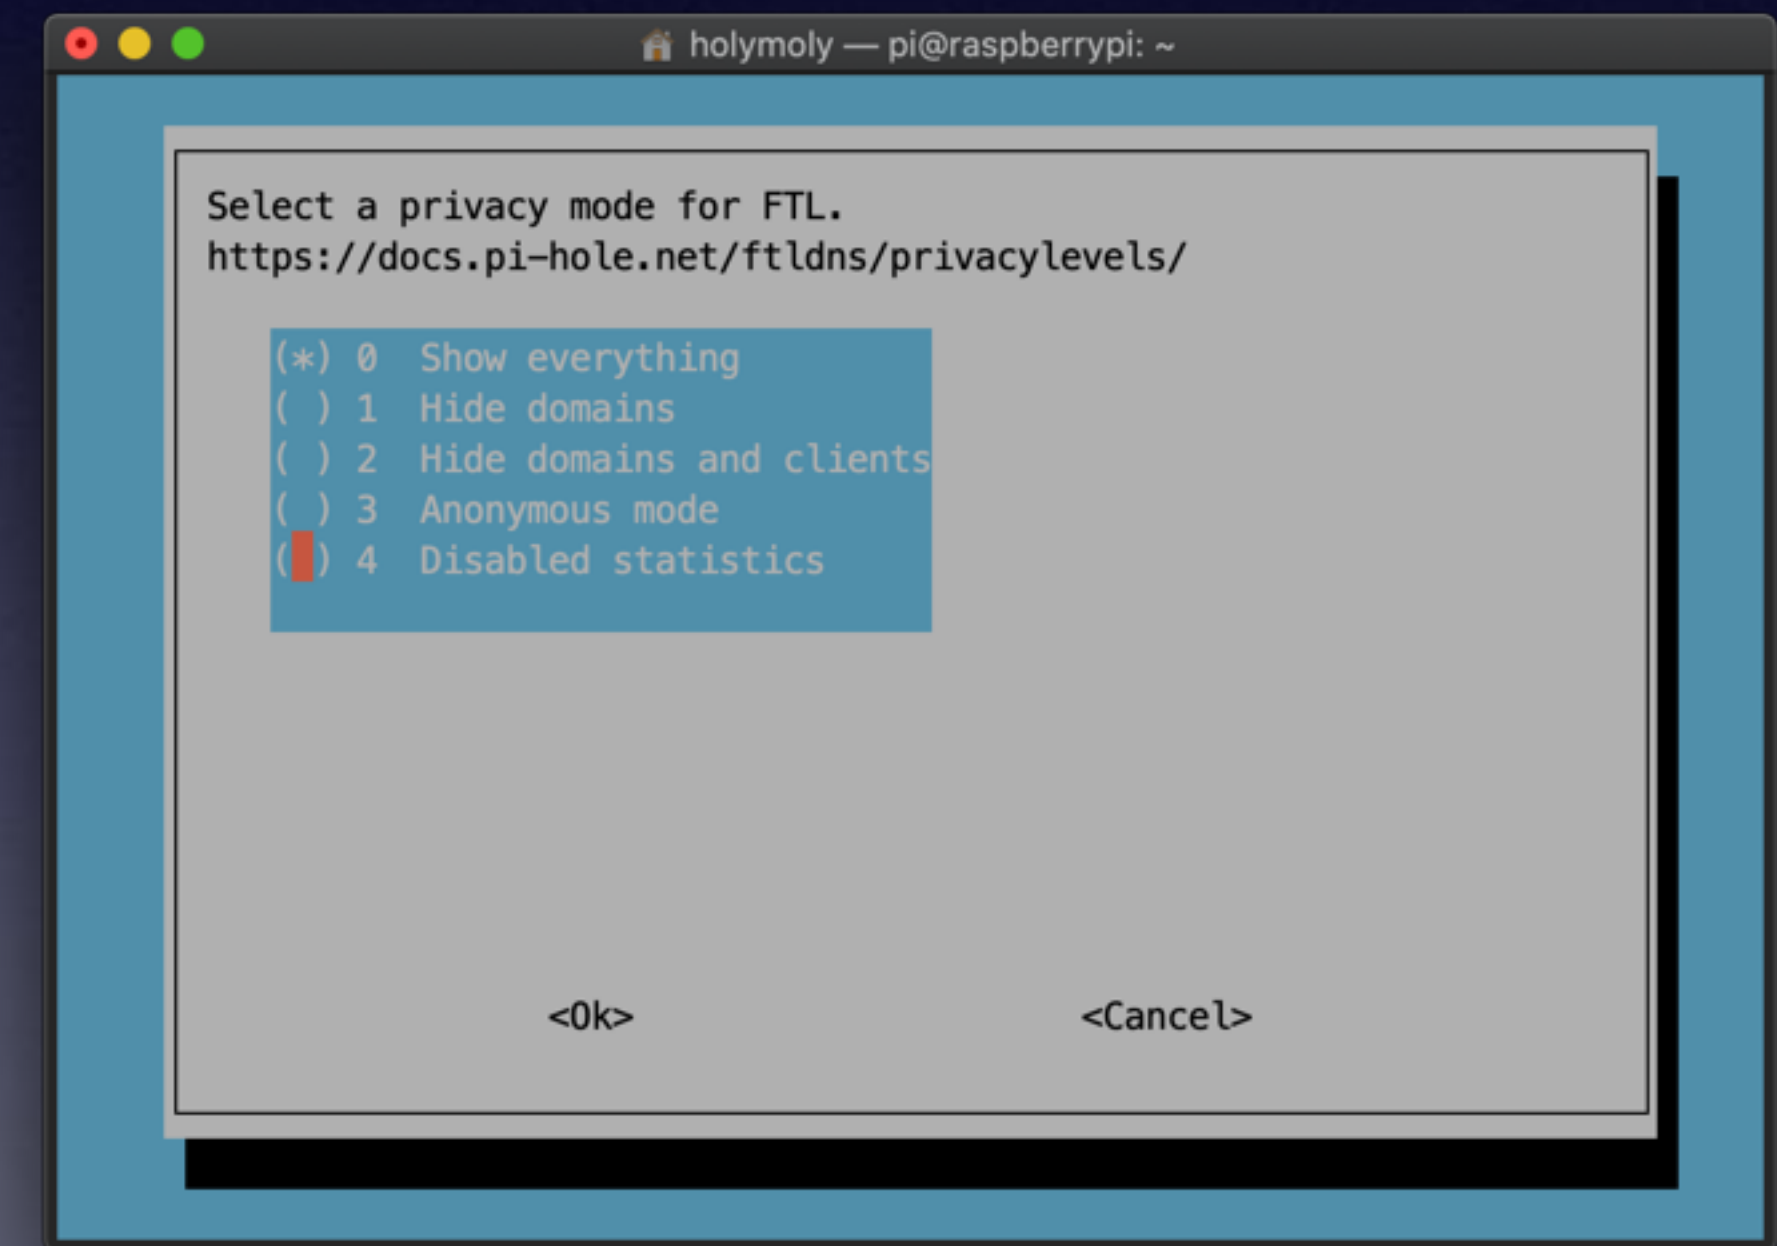 holymoly — pi@raspberrypi: ~
Select a privacy mode for FTL.
https://docs.pi-hole.net/ftldns/privacylevels/
(*) 0  Show everything
( ) 1  Hide domains
( ) 2  Hide domains and clients
( ) 3  Anonymous mode
( ) 4  Disabled statistics
<Ok> <Cancel>